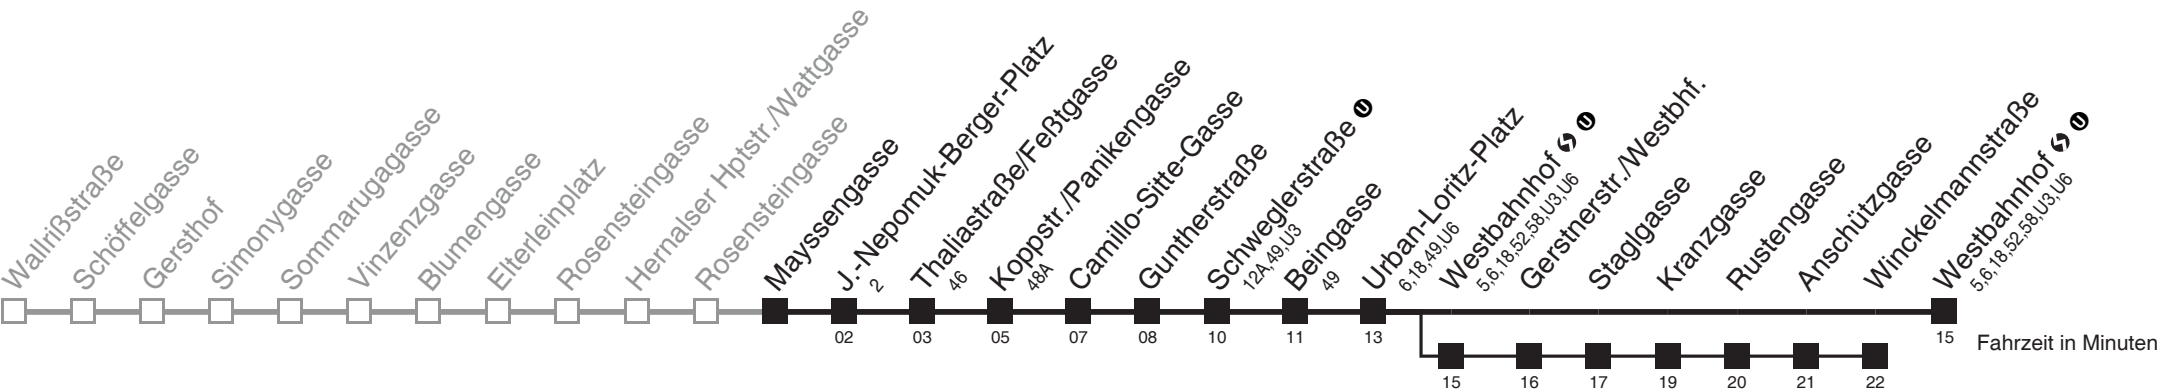 Wallrißstraße
Schöffelgasse
Gersthof
Simonygasse
Sommarugagasse
Vinzenzgasse
Blumengasse
Elterleinplatz
Rosensteingasse
Hernalser Hptstr./Wattgasse
Rosensteingasse
Mayssengasse
J.-Nepomuk-Berger-Platz
2
Thaliastraße/Feßtgasse
46
Koppstr./Panikengasse
48A
Camillo-Sitte-Gasse
Guntherstraße
Schweglerstraße U
12A,49,U3
Beingasse
49
Urban-Loritz-Platz
6,18,49,U6
Westbahnhof U
5,6,18,52,58,U3,U6
Gerstnerstr./Westbhf.
Staglgasse
Kranzgasse
Rustengasse
Anschützgasse
Winckelmannstraße
Westbahnhof U
5,6,18,52,58,U3,U6
02 03 05 07 08 10 11 13 15 Fahrzeit in Minuten
15 16 17 19 20 21 22